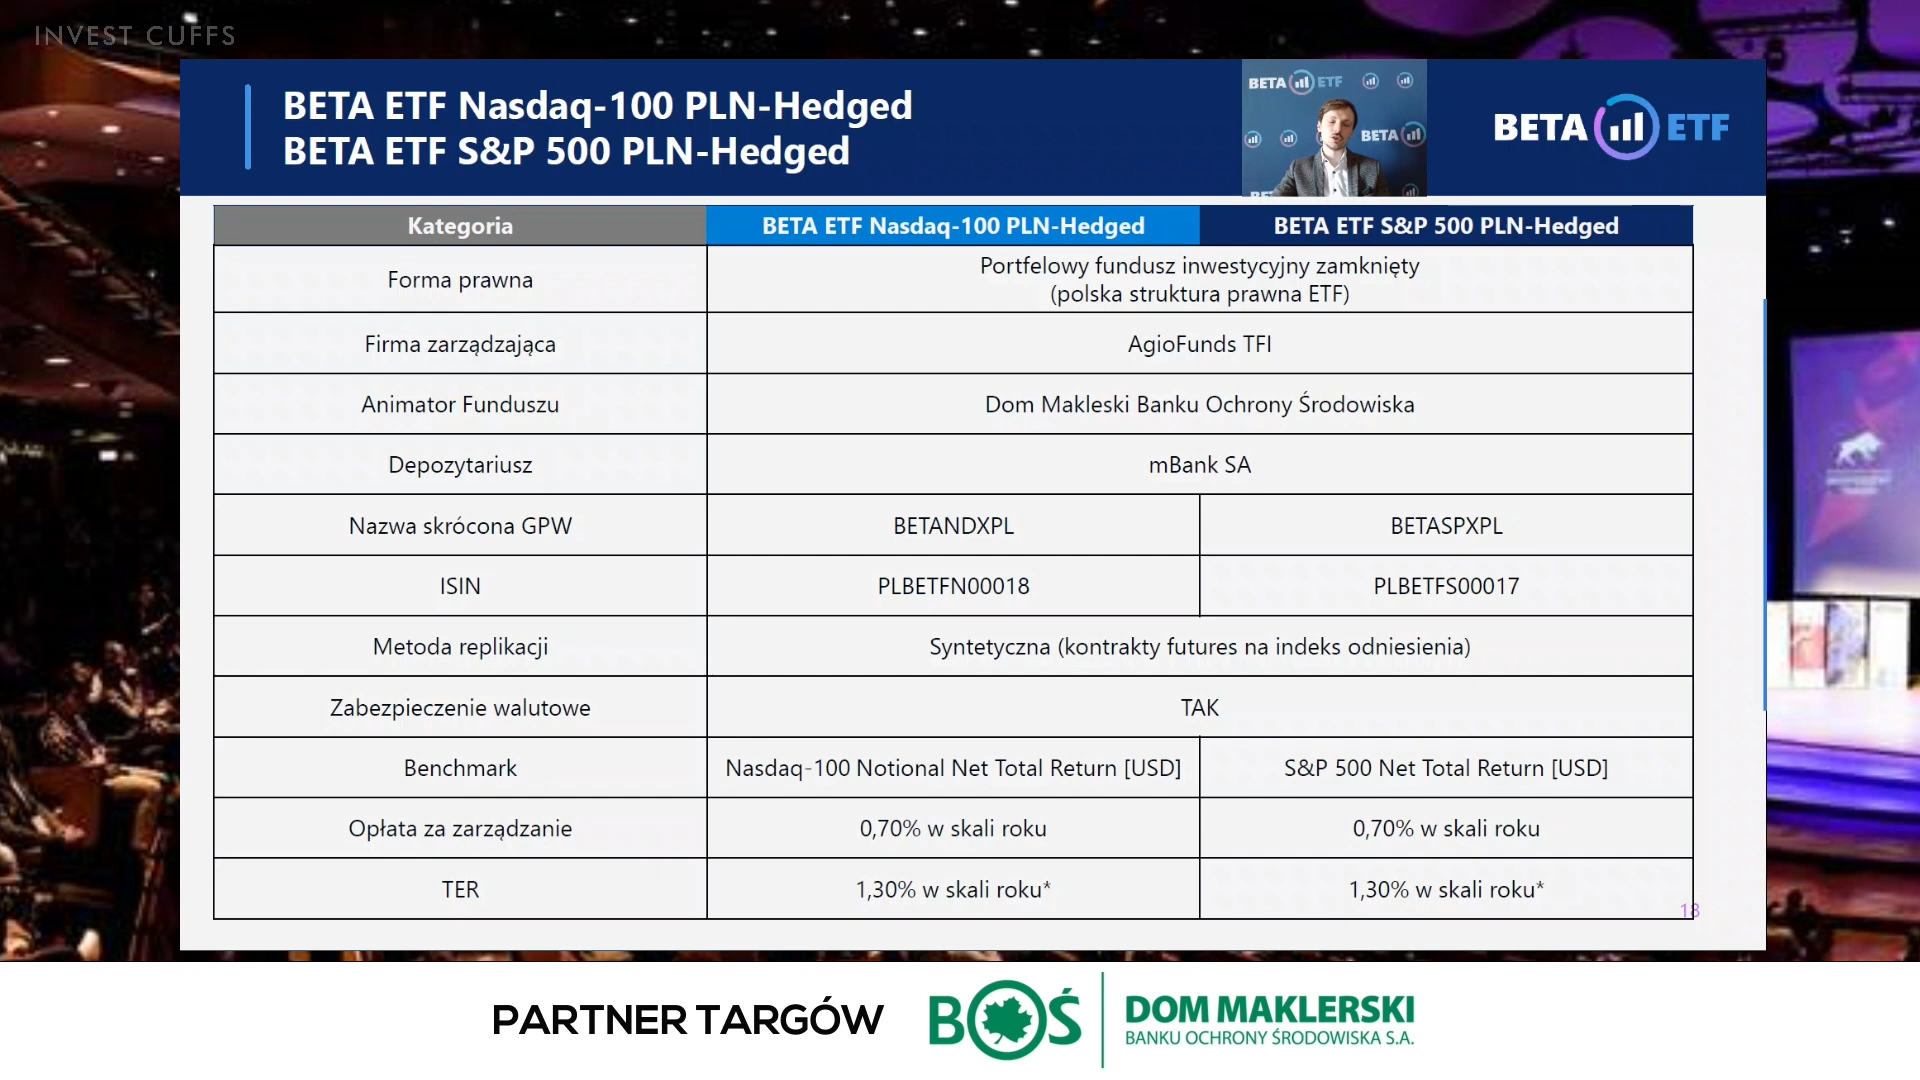 INVEST CUFFS
BETA ETF Nasdaq-100 PLN-Hedged
BETA ETF S&P 500 PLN-Hedged
BETA ETF
BETA
BETA ETF
Kategoria
BETA ETF Nasdaq-100 PLN-Hedged
BETA ETF S&P 500 PLN-Hedged
Forma prawna
Portfelowy fundusz inwestycyjny zamknięty
(polska struktura prawna ETF)
Firma zarządzająca
AgioFunds TFI
Animator Funduszu
Dom Makleski Banku Ochrony Środowiska
Depozytariusz
mBank SA
Nazwa skrócona GPW
BETANDXPL
BETASPXPL
ISIN
PLBETFN00018
PLBETFS00017
Metoda replikacji
Syntetyczna (kontrakty futures na indeks odniesienia)
Zabezpieczenie walutowe
TAK
Benchmark
Nasdaq-100 Notional Net Total Return [USD]
S&P 500 Net Total Return [USD]
Opłata za zarządzanie
0,70% w skali roku
0,70% w skali roku
TER
1,30% w skali roku*
1,30% w skali roku*
18
PARTNER TARGÓW
BOŚ
DOM MAKLERSKI
BANKU OCHRONY ŚRODOWISKA S.A.